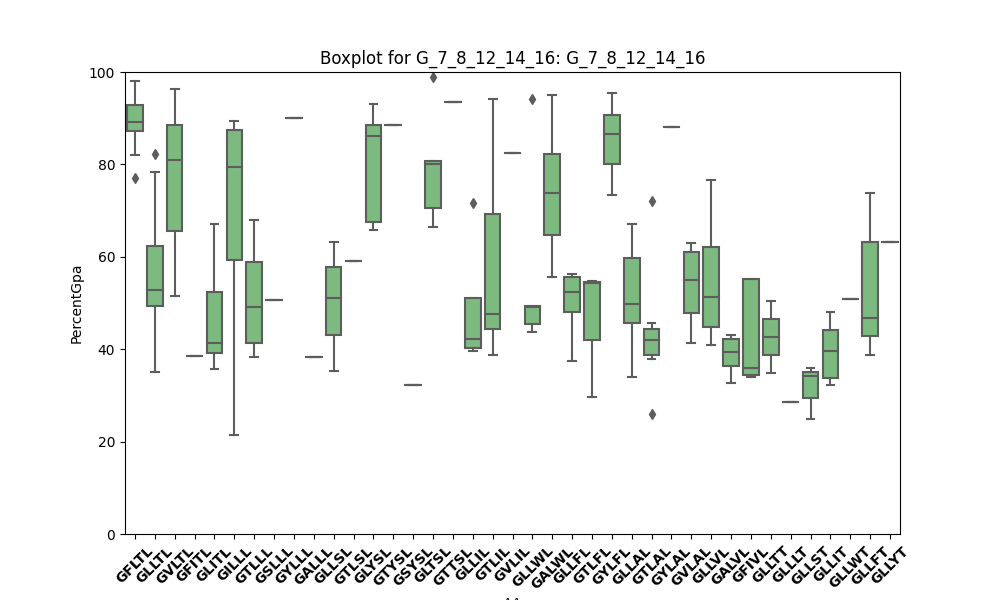 Boxplot for G_7_8_12_14_16: G_7_8_12_14_16
100
80
60
40
20
0
PercentGpa
GFLTL
GLLTL
GVLTL
GFITL
GLITL
GILLL
GTLLL
GSLLL
GYLLL
GALLL
GLLSL
GTLSL
GLYSL
GTYSL
GSYSL
GLTSL
GTTSL
GLLIL
GTLIL
GVLIL
GLLWL
GALWL
GLLFL
GTLFL
GYLFL
GLLAL
GTLAL
GYLAL
GVLAL
GLLVL
GALVL
GFIVL
GLLTT
GLLLT
GLLST
GLLIT
GLLWT
GLLFT
GLLYT